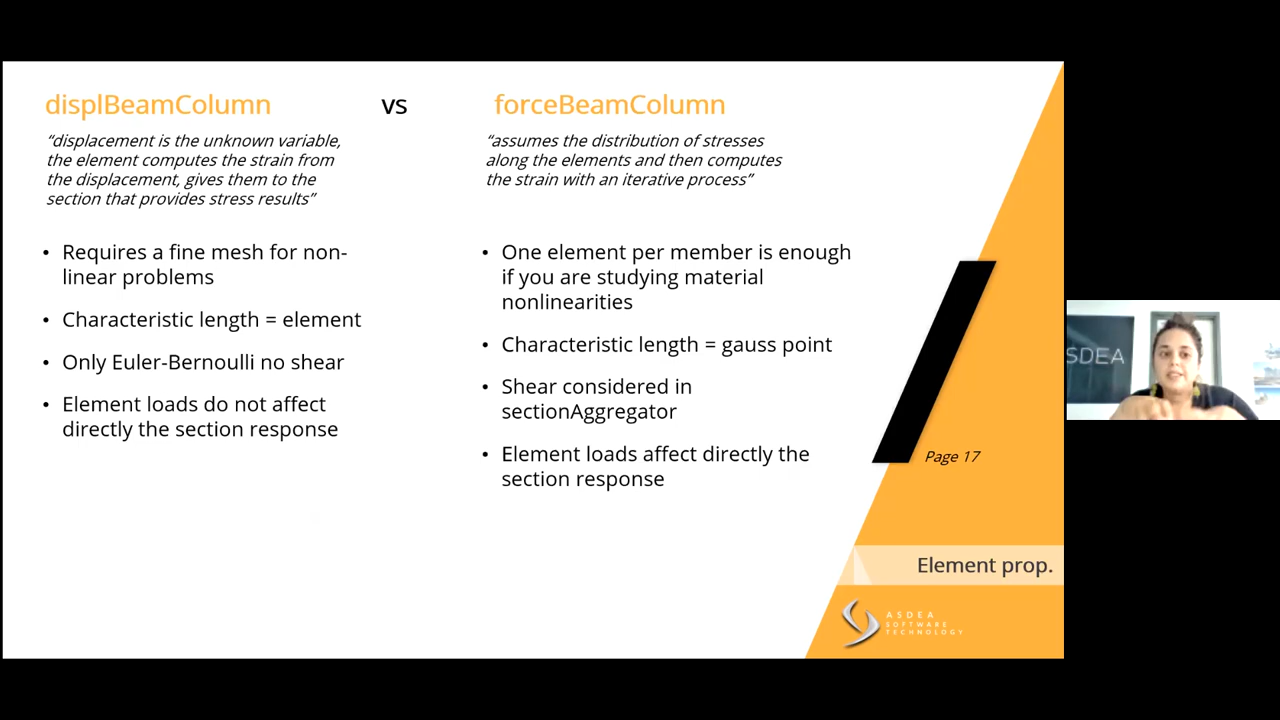 displBeamColumn
vs
forceBeamColumn
“displacement is the unknown variable,
the element computes the strain from
the displacement, gives them to the
section that provides stress results”
“assumes the distribution of stresses
along the elements and then computes
the strain with an iterative process”
• Requires a fine mesh for non-
linear problems
• Characteristic length = element
• Only Euler-Bernoulli no shear
• Element loads do not affect
directly the section response
• One element per member is enough
if you are studying material
nonlinearities
• Characteristic length = gauss point
• Shear considered in
sectionAggregator
• Element loads affect directly the
section response
Page 17
Element prop.
ASDEA
SOFTWARE
TECHNOLOGY
SDEA